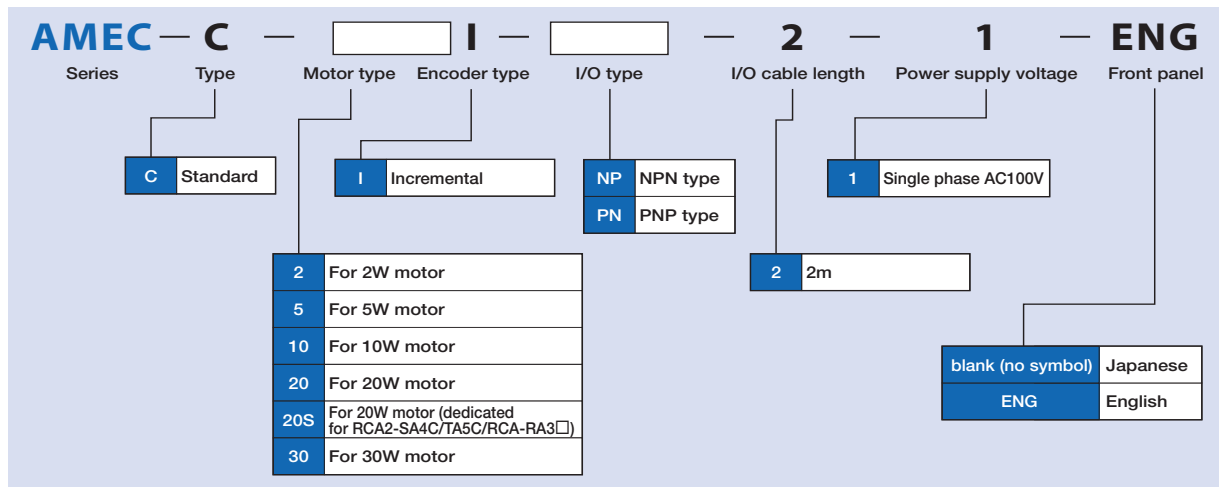 AMEC — C — I — — 2 — 1 — ENG
Series Type Motor type Encoder type I/O type I/O cable length Power supply voltage Front panel
C Standard
I Incremental
NP NPN type
PN PNP type
1 Single phase AC100V
2 2m
2 For 2W motor
5 For 5W motor
10 For 10W motor
20 For 20W motor
20S For 20W motor (dedicated
for RCA2-SA4C/TA5C/RCA-RA3□)
30 For 30W motor
blank (no symbol) Japanese
ENG English